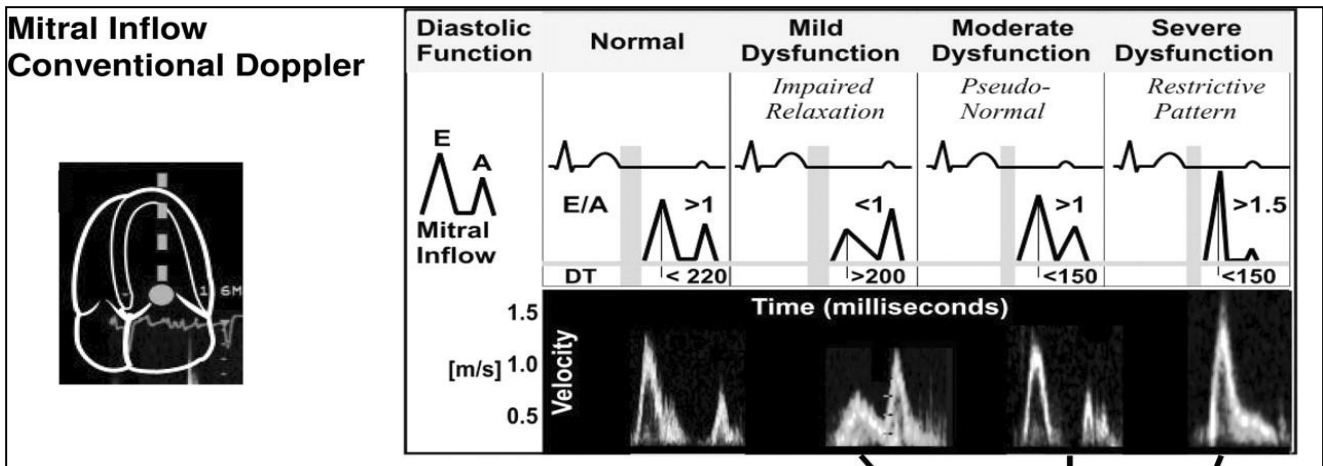 Mitral Inflow
Conventional Doppler
Diastolic
Function
Normal
Mild
Dysfunction
Moderate
Dysfunction
Severe
Dysfunction
Impaired
Relaxation
Pseudo-
Normal
Restrictive
Pattern
E
A
Mitral
Inflow
E/A
>1
<1
>1
>1.5
DT
< 220
>200
<150
<150
Time (milliseconds)
1.5
[m/s] 1.0
0.5
Velocity